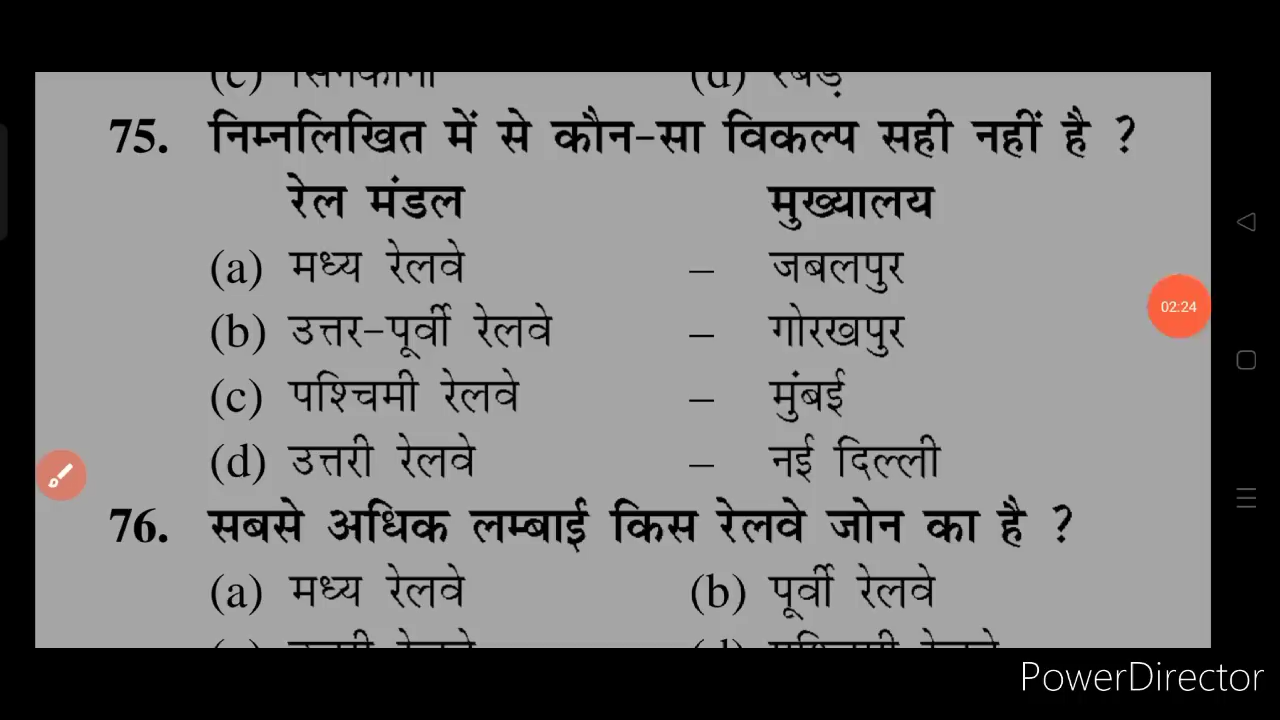 75. निम्नलिखित में से कौन-सा विकल्प सही नहीं है ?
रेल मंडल मुख्यालय
(a) मध्य रेलवे – जबलपुर
(b) उत्तर-पूर्वी रेलवे – गोरखपुर
(c) पश्चिमी रेलवे – मुंबई
02:24
(d) उत्तरी रेलवे – नई दिल्ली
76. सबसे अधिक लम्बाई किस रेलवे जोन का है ?
(a) मध्य रेलवे (b) पूर्वी रेलवे
PowerDirector